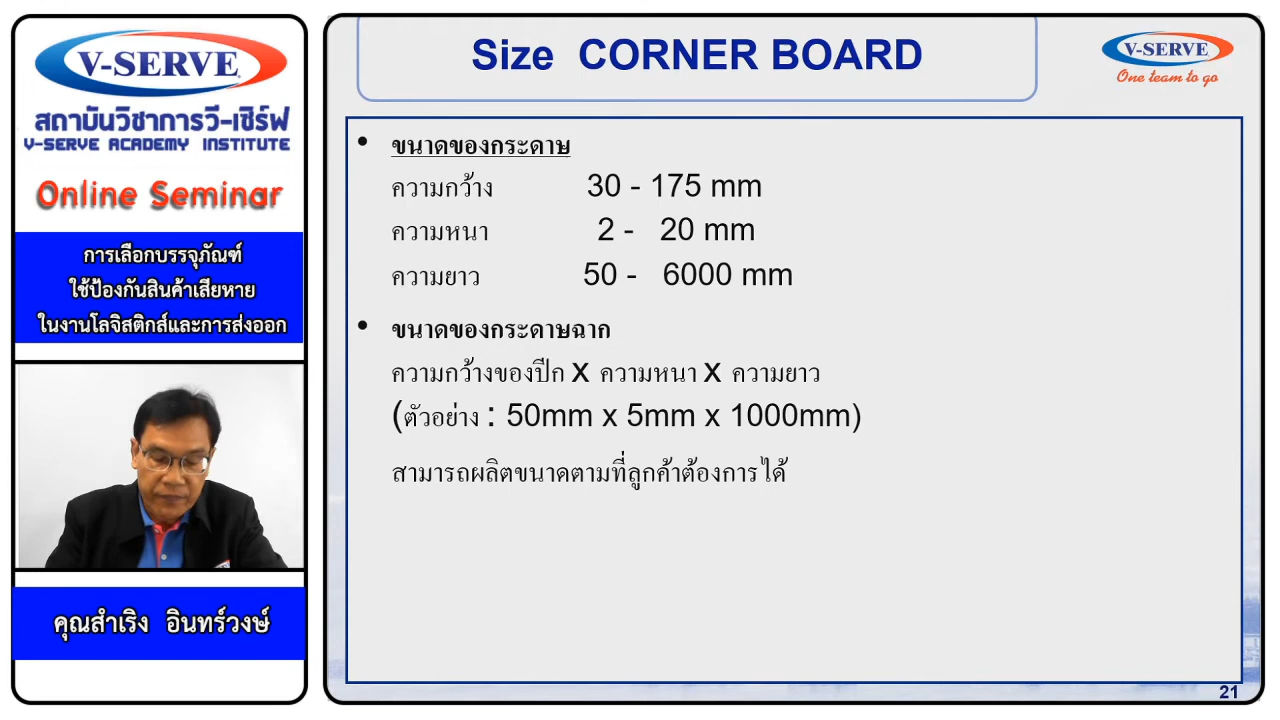 V-SERVE
สถาบันวิชาการวี-เซิร์ฟ
V-SERVE ACADEMY INSTITUTE
Online Seminar
การเลือกบรรจุภัณฑ์
ใช้ป้องกันสินค้าเสียหาย
ในงานโลจิสติกส์และการส่งออก
คุณสำเริง อินทร์วงษ์
Size CORNER BOARD
V-SERVE
One team to go
• ขนาดของกระดาษ
ความกว้าง 30 - 175 mm
ความหนา 2 - 20 mm
ความยาว 50 - 6000 mm
• ขนาดของกระดาษฉาก
ความกว้างของปีก x ความหนา x ความยาว
(ตัวอย่าง : 50mm x 5mm x 1000mm)
สามารถผลิตขนาดตามที่ลูกค้าต้องการได้
21